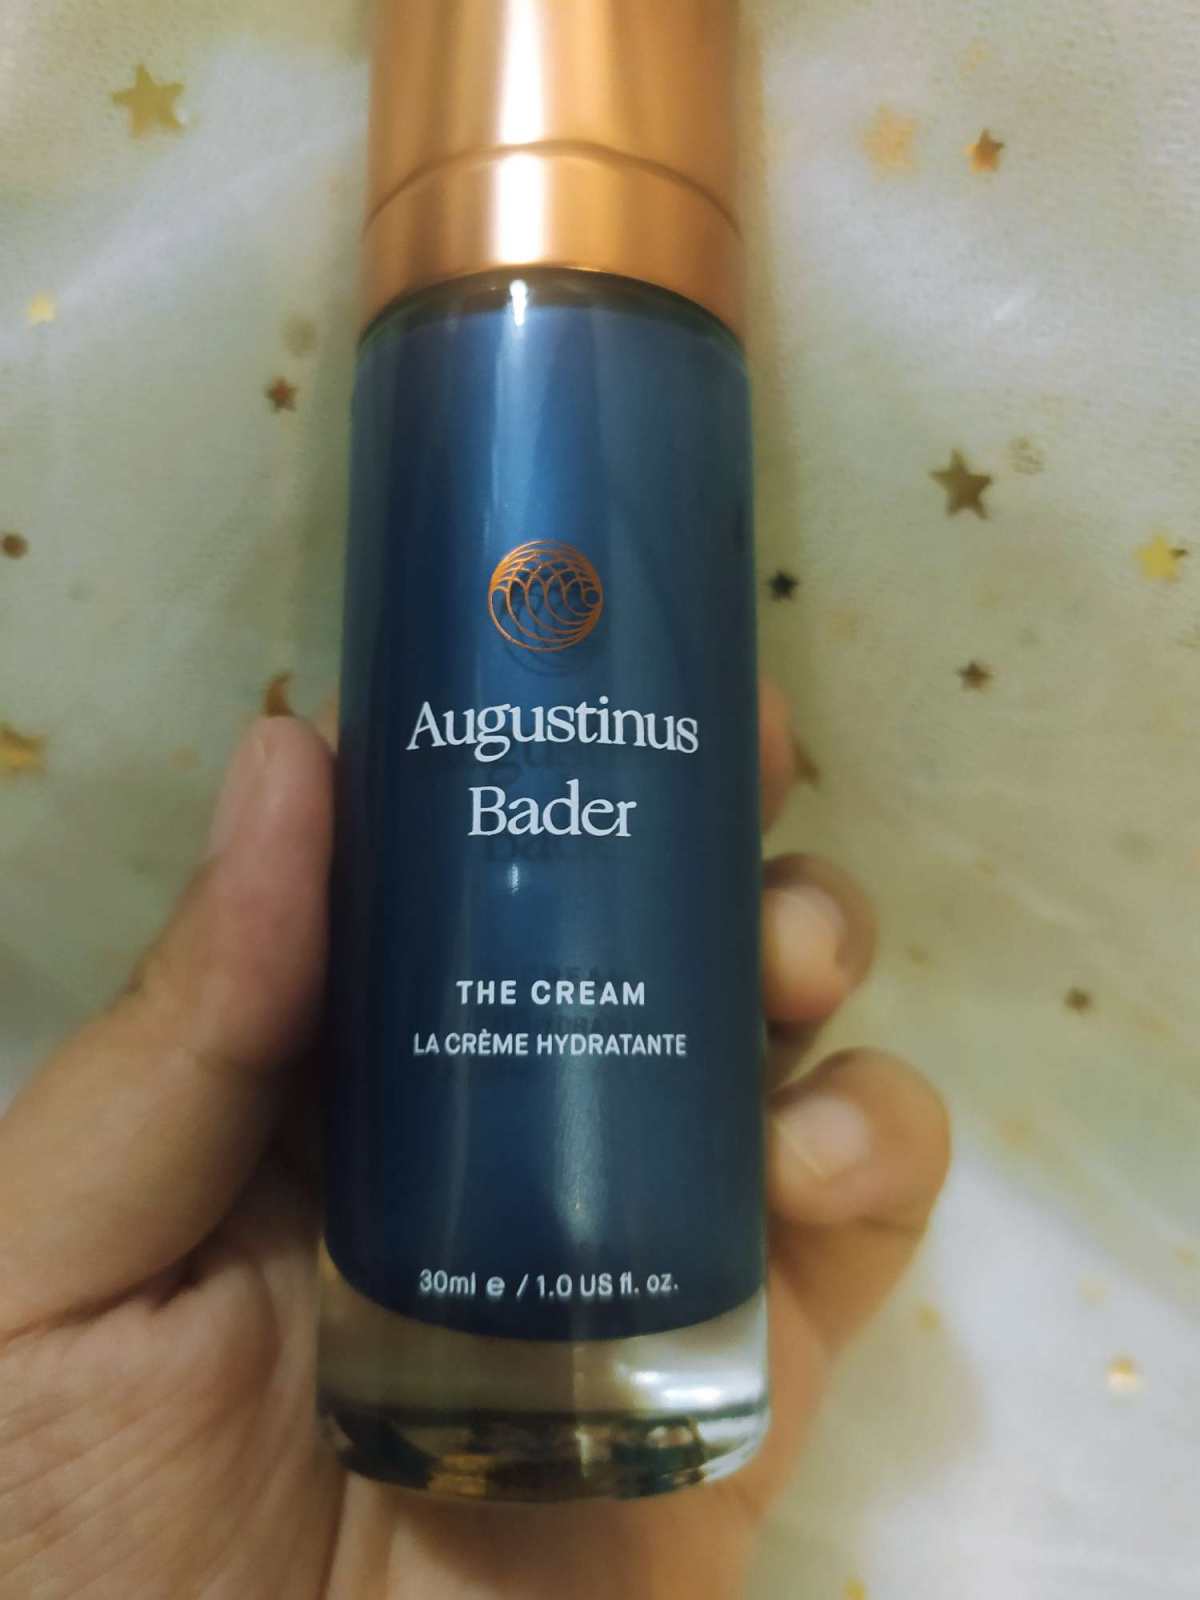 Augustinus
Bader
THE CREAM
LA CRÈME HYDRATANTE
30ml e / 1.0 US fl. oz.